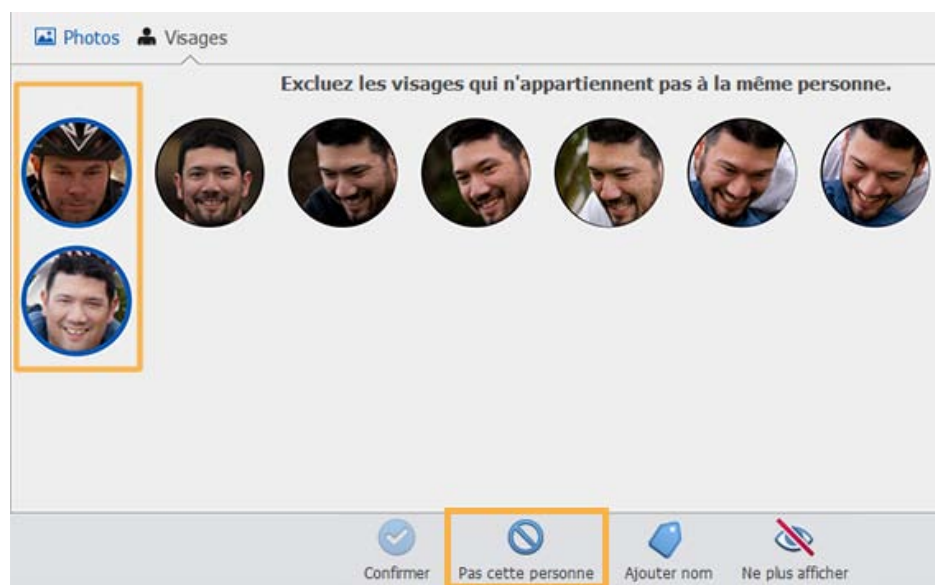 Photos Visages
Excluez les visages qui n'appartiennent pas à la même personne.
Confirmer Pas cette personne Ajouter nom Ne plus afficher